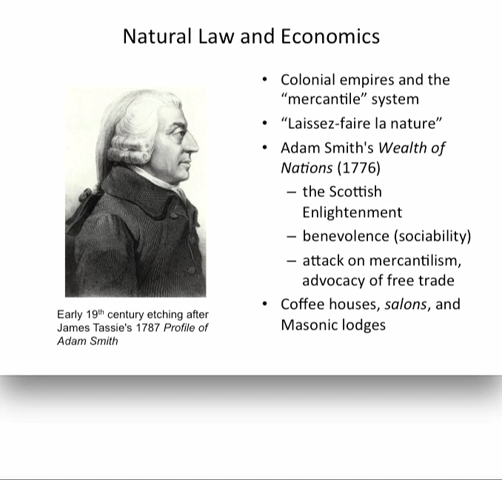 Natural Law and Economics
• Colonial empires and the
“mercantile” system
• “Laissez-faire la nature”
• Adam Smith's Wealth of
Nations (1776)
– the Scottish
Enlightenment
– benevolence (sociability)
– attack on mercantilism,
advocacy of free trade
• Coffee houses, salons, and
Masonic lodges
Early 19th century etching after
James Tassie's 1787 Profile of
Adam Smith